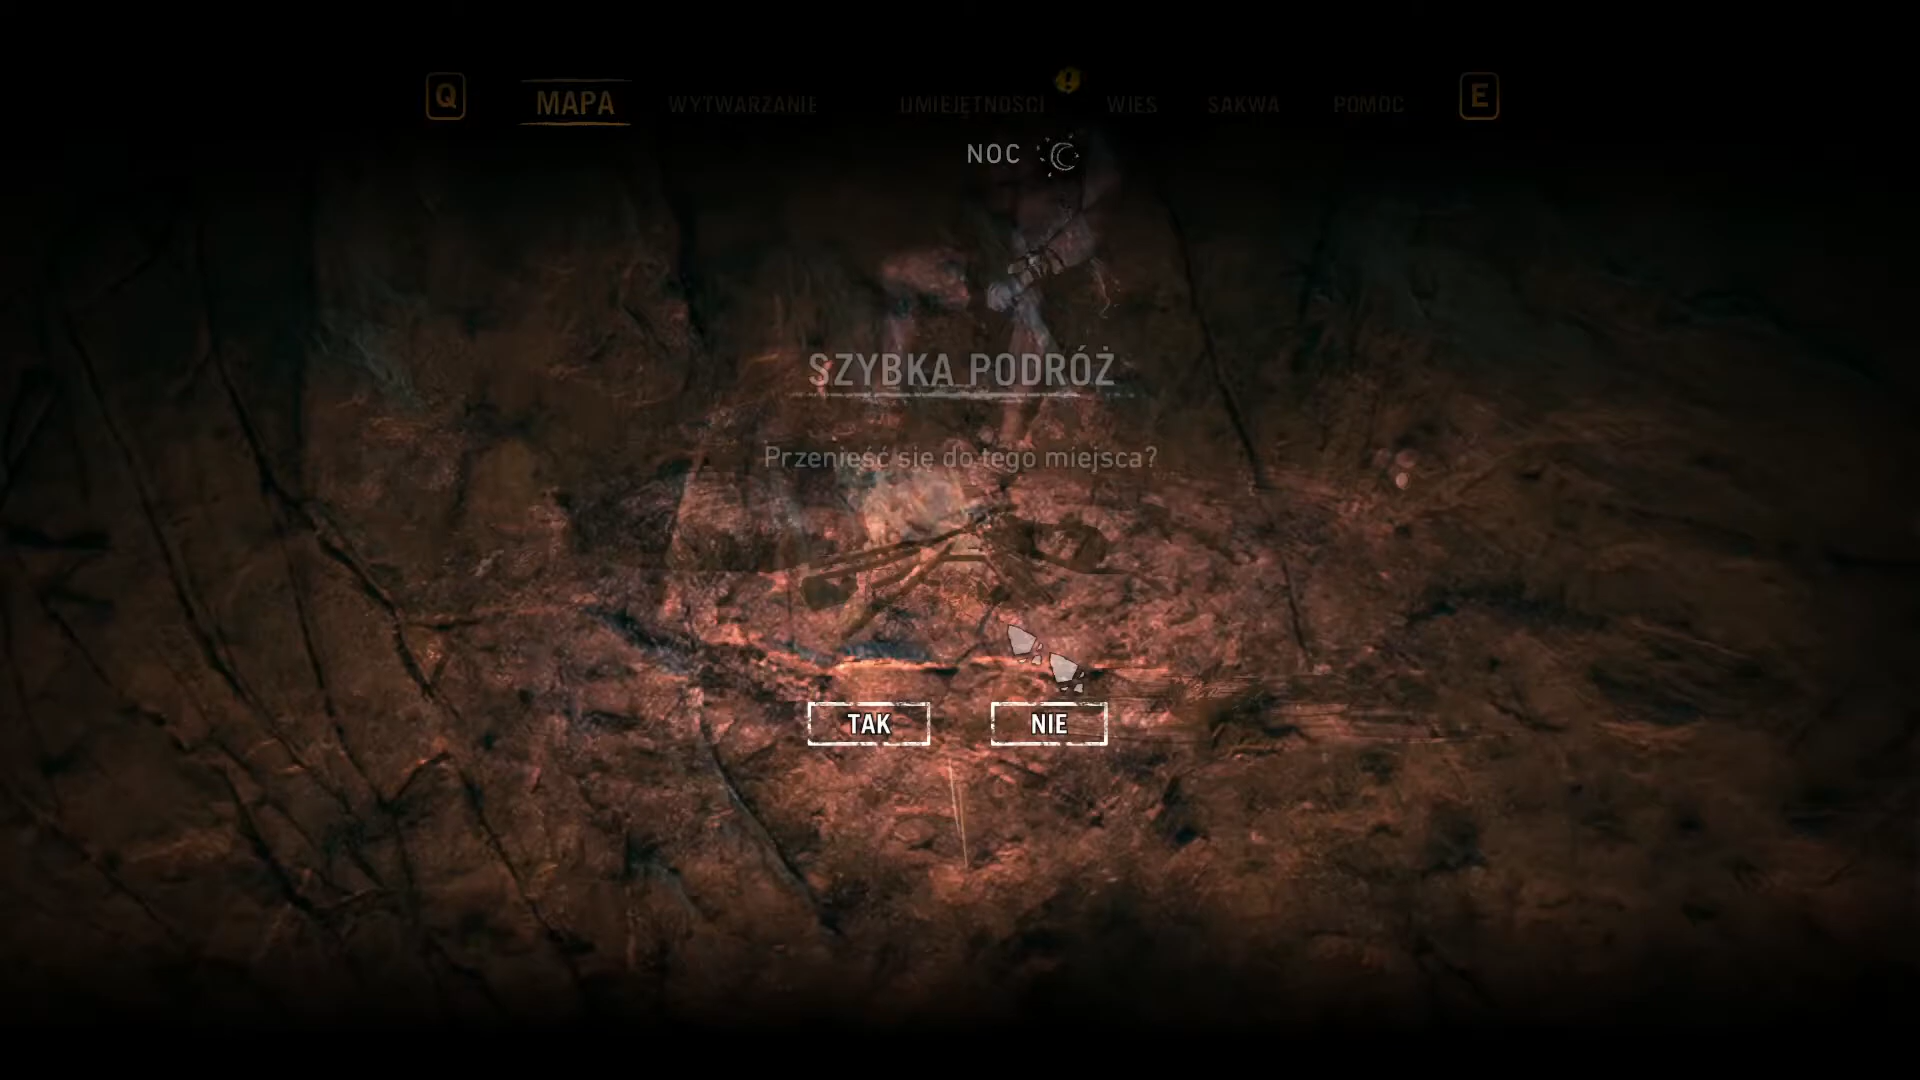 Q MAPA WYTWARZANIE UMIEJĘTNOŚCI ! WIEŚ SAKWA POMOC E
NOC
SZYBKA PODRÓŻ
Przenieść się do tego miejsca?
TAK NIE